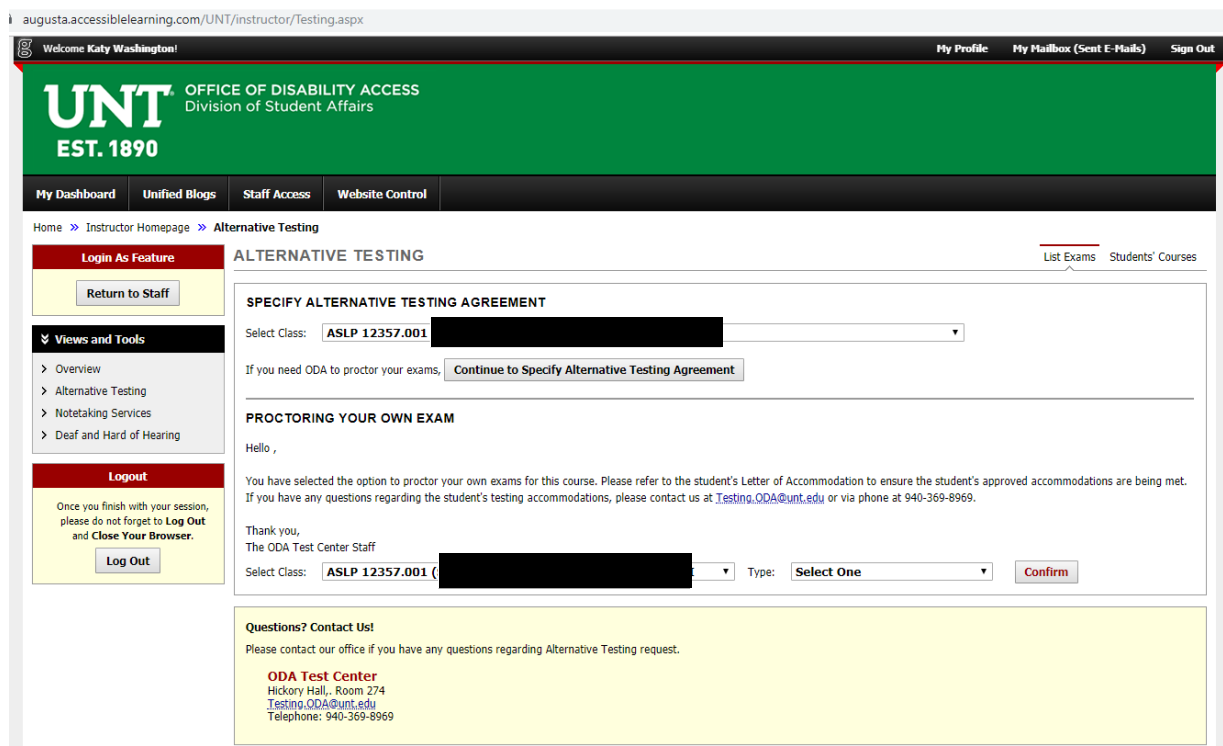 augusta.accessiblelearning.com/UNT/instructor/Testing.aspx
Welcome Katy Washington!
My Profile My Mailbox (Sent E-Mails) Sign Out
UNT OFFICE OF DISABILITY ACCESS
Division of Student Affairs
EST. 1890
My Dashboard Unified Blogs Staff Access Website Control
Home » Instructor Homepage » Alternative Testing
Login As Feature
Return to Staff
Views and Tools
> Overview
> Alternative Testing
> Notetaking Services
> Deaf and Hard of Hearing
Logout
Once you finish with your session,
please do not forget to Log Out
and Close Your Browser.
Log Out
ALTERNATIVE TESTING
List Exams Students' Courses
SPECIFY ALTERNATIVE TESTING AGREEMENT
Select Class: ASLP 12357.001
If you need ODA to proctor your exams, Continue to Specify Alternative Testing Agreement
PROCTORING YOUR OWN EXAM
Hello ,
You have selected the option to proctor your own exams for this course. Please refer to the student's Letter of Accommodation to ensure the student's approved accommodations are being met.
If you have any questions regarding the student's testing accommodations, please contact us at Testing.ODA@unt.edu or via phone at 940-369-8969.
Thank you,
The ODA Test Center Staff
Select Class: ASLP 12357.001 ( Type: Select One Confirm
Questions? Contact Us!
Please contact our office if you have any questions regarding Alternative Testing request.
ODA Test Center
Hickory Hall,. Room 274
Testing.ODA@unt.edu
Telephone: 940-369-8969